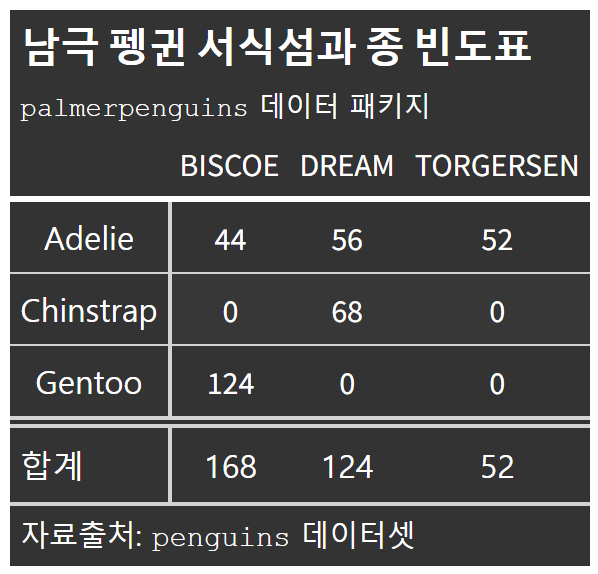 남극 펭귄 서식섬과 종 빈도표
palmerpenguins 데이터 패키지
BISCOE DREAM TORGERSEN
Adelie 44 56 52
Chinstrap 0 68 0
Gentoo 124 0 0
합계 168 124 52
자료출처: penguins 데이터셋